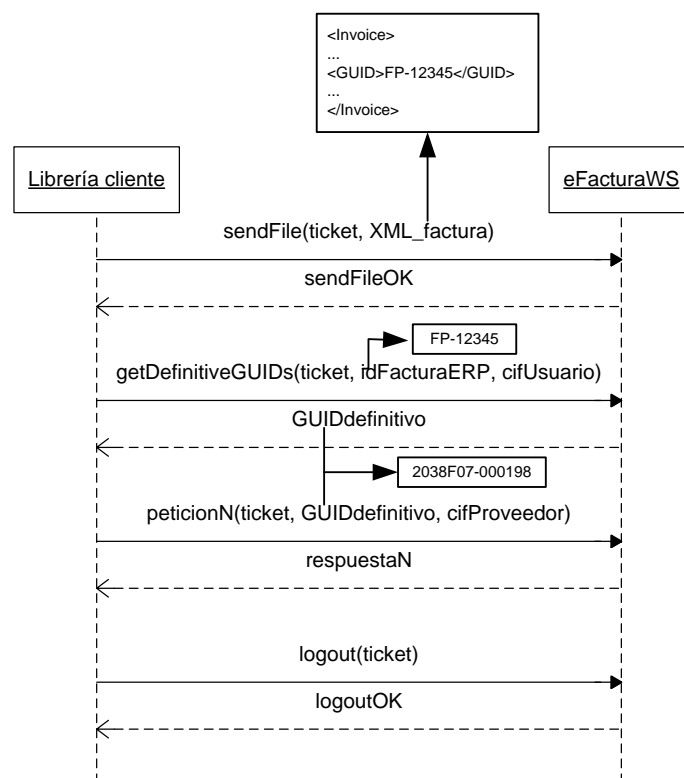 <Invoice>
...
<GUID>FP-12345</GUID>
...
</Invoice>
Librería cliente
eFacturaWS
sendFile(ticket, XML_factura)
sendFileOK
FP-12345
getDefinitiveGUIDs(ticket, idFacturaERP, cifUsuario)
GUIDdefinitivo
2038F07-000198
peticionN(ticket, GUIDdefinitivo, cifProveedor)
respuestaN
logout(ticket)
logoutOK